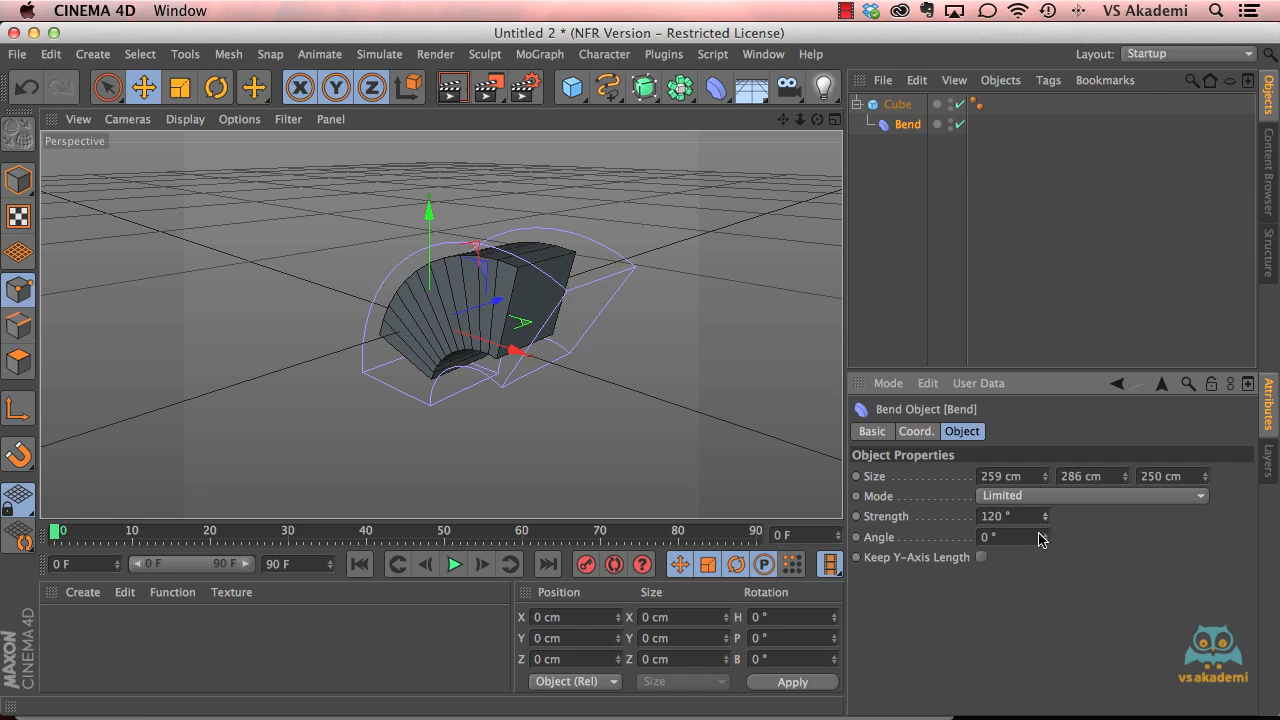 CINEMA 4D Window VS Akademi
Untitled 2 * (NFR Version - Restricted License)
File Edit Create Select Tools Mesh Snap Animate Simulate Render Sculpt MoGraph Character Plugins Script Window Help Layout: Startup
X Y Z
File Edit View Objects Tags Bookmarks
View Cameras Display Options Filter Panel
Perspective
Cube
Bend
Objects
Content Browser
Structure
Mode Edit User Data
Bend Object [Bend]
Basic Coord. Object
Object Properties
Size 259 cm 286 cm 250 cm
Mode Limited
Strength 120 °
Angle 0 °
Keep Y-Axis Length
Attributes
Layers
0 10 20 30 40 50 60 70 80 90 0 F
0 F 0 F 90 F 90 F P
Create Edit Function Texture
Position Size Rotation
X 0 cm X 0 cm H 0 °
Y 0 cm Y 0 cm P 0 °
Z 0 cm Z 0 cm B 0 °
Object (Rel) Size Apply
MAXON
CINEMA 4D
vs akademi